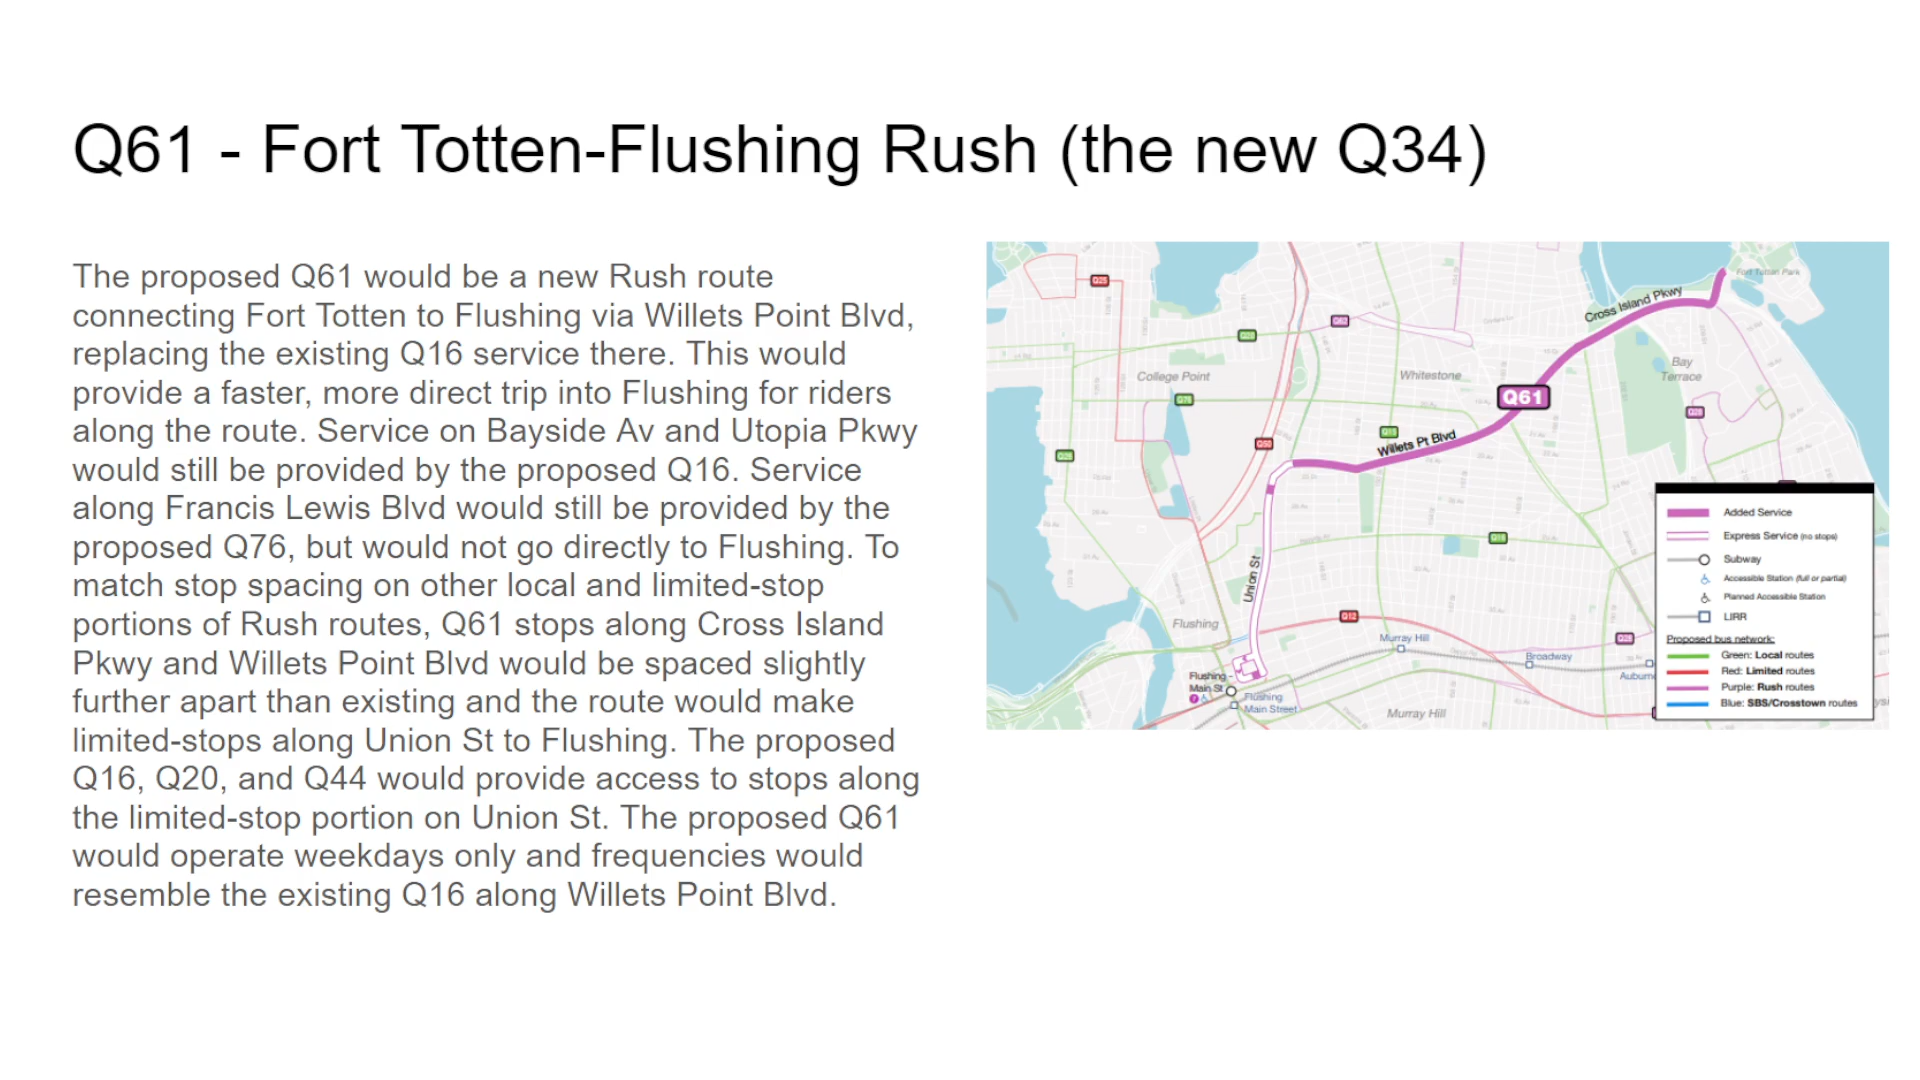 Q61 - Fort Totten-Flushing Rush (the new Q34)
The proposed Q61 would be a new Rush route
connecting Fort Totten to Flushing via Willets Point Blvd,
replacing the existing Q16 service there. This would
provide a faster, more direct trip into Flushing for riders
along the route. Service on Bayside Av and Utopia Pkwy
would still be provided by the proposed Q16. Service
along Francis Lewis Blvd would still be provided by the
proposed Q76, but would not go directly to Flushing. To
match stop spacing on other local and limited-stop
portions of Rush routes, Q61 stops along Cross Island
Pkwy and Willets Point Blvd would be spaced slightly
further apart than existing and the route would make
limited-stops along Union St to Flushing. The proposed
Q16, Q20, and Q44 would provide access to stops along
the limited-stop portion on Union St. The proposed Q61
would operate weekdays only and frequencies would
resemble the existing Q16 along Willets Point Blvd.
Fort Totten Park
Q25
Cross Island Pkwy
Q62
College Point
Whitestone
Bay
Terrace
Q76
Q61
Q50
Willets Pt Blvd
Union St
Flushing
Q12
Murray Hill
Broadway
Flushing -
Main St
7
Flushing
Main Street
Murray Hill
Added Service
Express Service (no stops)
Subway
Accessible Station (full or partial)
Planned Accessible Station
LIRR
Proposed bus network:
Green: Local routes
Red: Limited routes
Purple: Rush routes
Blue: SBS/Crosstown routes